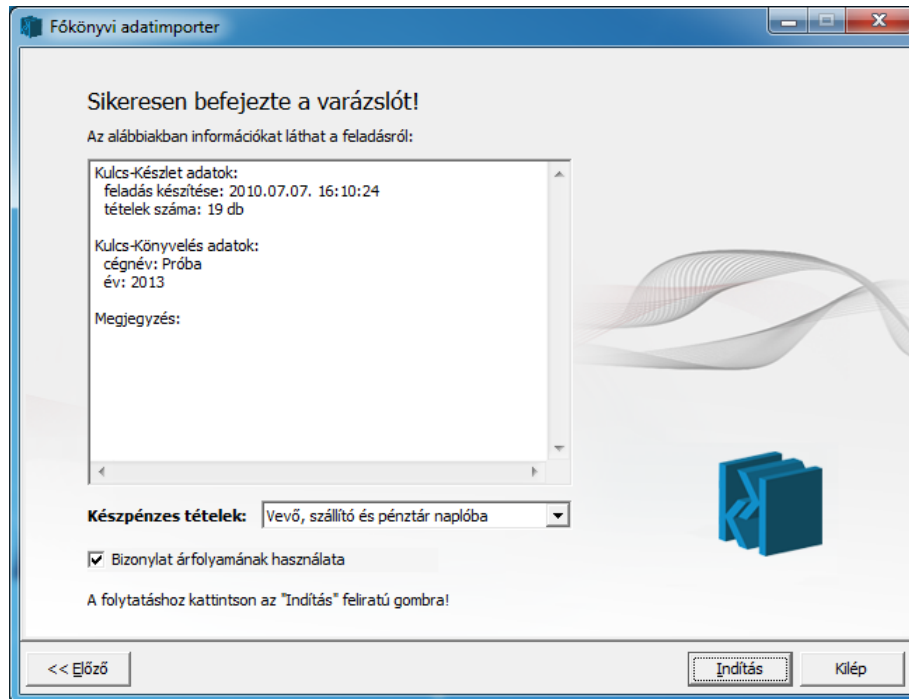 Főkönyvi adatimporter
Sikeresen befejezte a varázslót!
Az alábbiakban információkat láthat a feladásról:
Kulcs-Készlet adatok:
feladás készítése: 2010.07.07. 16:10:24
tételek száma: 19 db
Kulcs-Könyvelés adatok:
cégnév: Próba
év: 2013
Megjegyzés:
Készpénzes tételek: Vevő, szállító és pénztár naplóba
Bizonylat árfolyamának használata
A folytatáshoz kattintson az "Indítás" feliratú gombra!
<< Előző Indítás Kilép